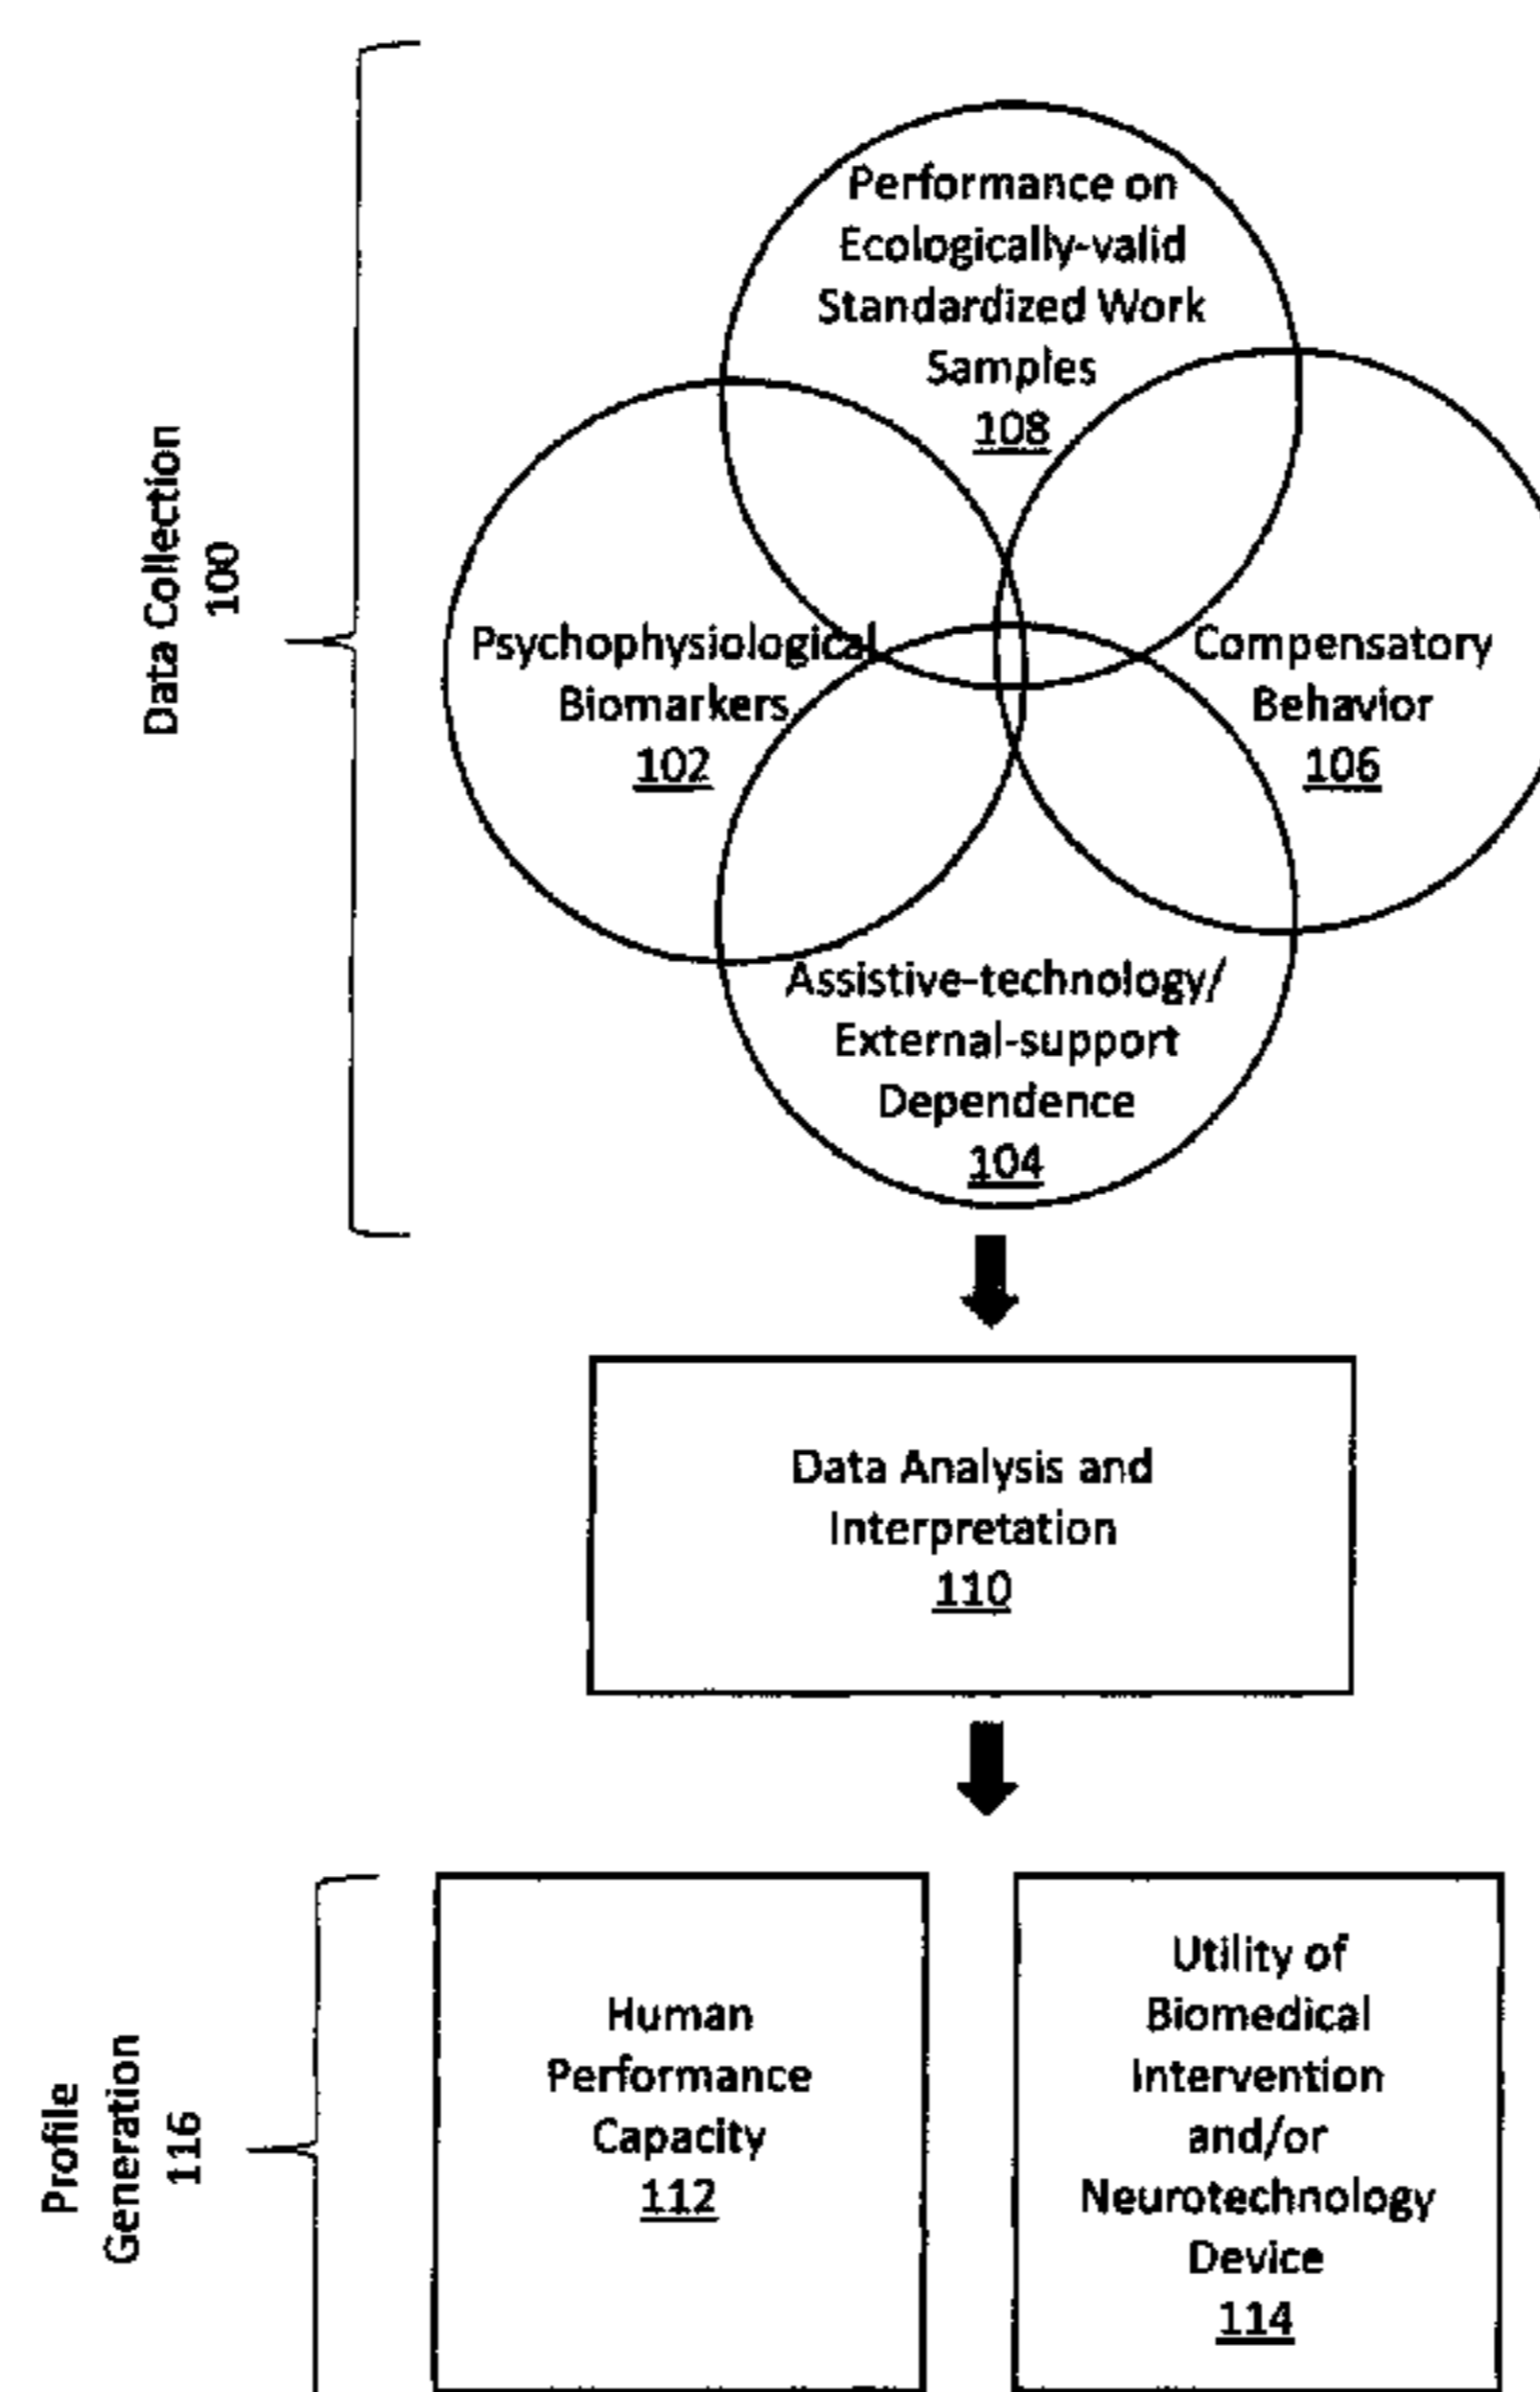 Data Collection
100
Performance on
Ecologically-valid
Standardized Work
Samples
108
Psychophysiological
Biomarkers
102
Compensatory
Behavior
106
Assistive-technology/
External-support
Dependence
104
Data Analysis and
Interpretation
110
Profile
Generation
116
Human
Performance
Capacity
112
Utility of
Biomedical
Intervention
and/or
Neurotechnology
Device
114